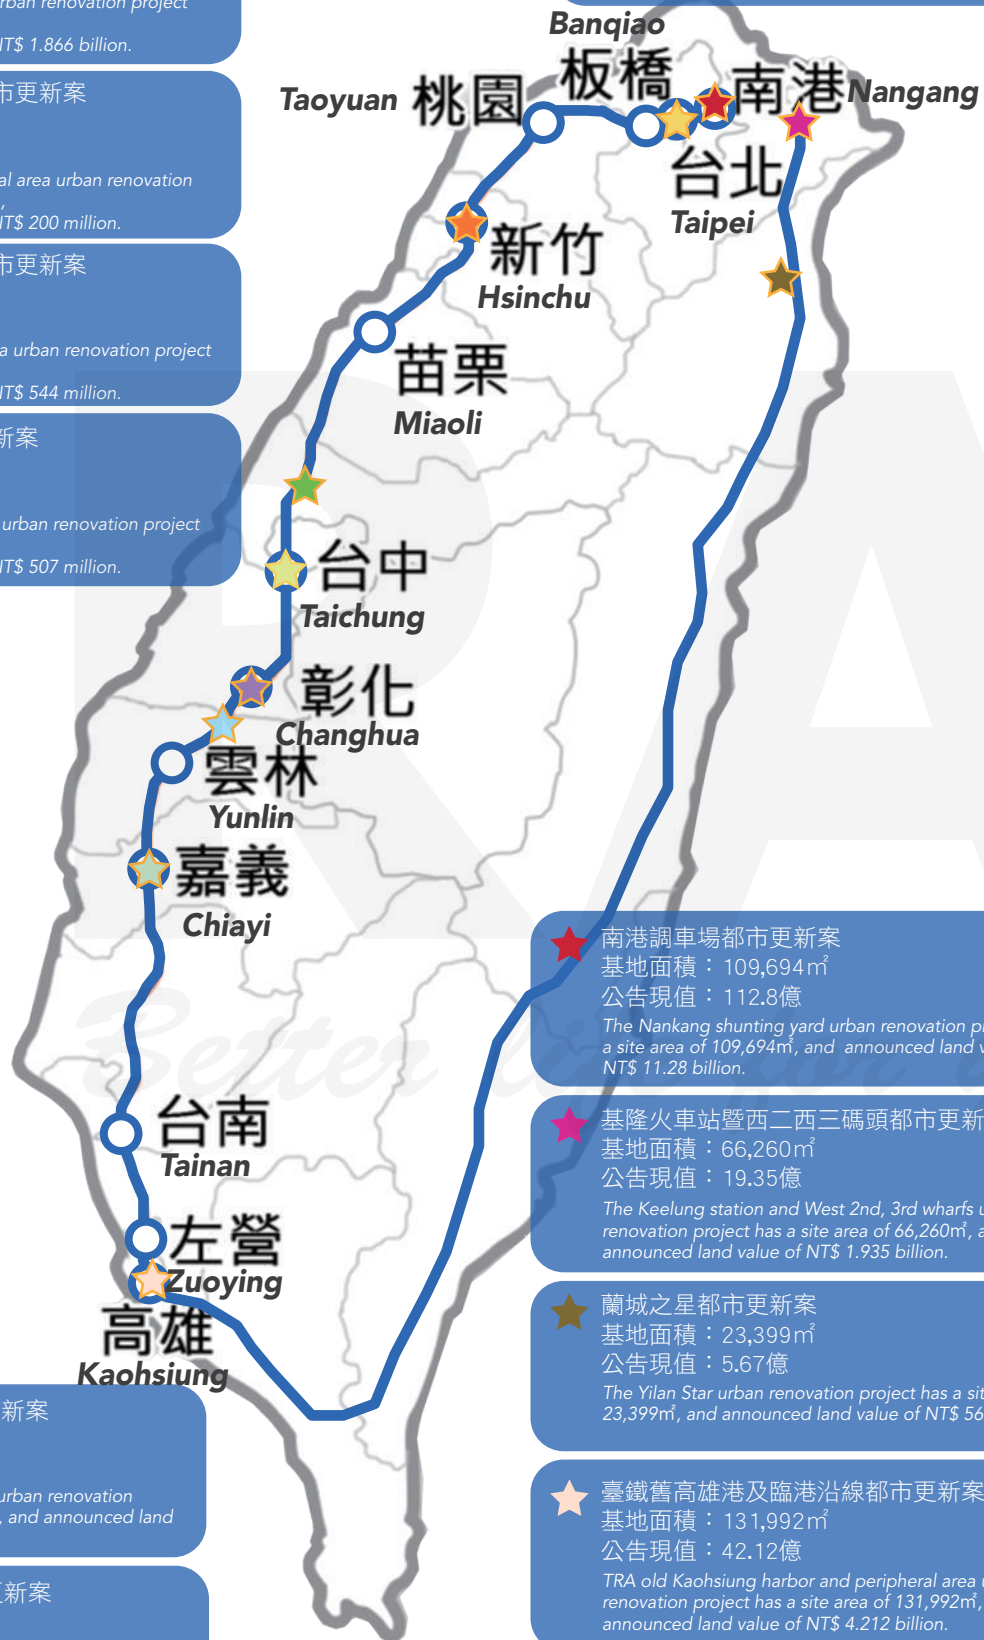 urban renovation project
NT$ 1.866 billion.
市更新案
al area urban renovation
,
NT$ 200 million.
市更新案
a urban renovation project
NT$ 544 million.
新案
urban renovation project
NT$ 507 million.
Banqiao
板橋
Taoyuan 桃園
南港 Nangang
台北
Taipei
新竹
Hsinchu
苗栗
Miaoli
台中
Taichung
彰化
Changhua
雲林
Yunlin
嘉義
Chiayi
台南
Tainan
左營
Zuoying
高雄
Kaohsiung
RA
Better life for
南港調車場都市更新案
基地面積：109,694㎡
公告現值：112.8億
The Nankang shunting yard urban renovation p
a site area of 109,694㎡, and announced land v
NT$ 11.28 billion.
基隆火車站暨西二西三碼頭都市更新
基地面積：66,260㎡
公告現值：19.35億
The Keelung station and West 2nd, 3rd wharfs u
renovation project has a site area of 66,260㎡, a
announced land value of NT$ 1.935 billion.
蘭城之星都市更新案
基地面積：23,399㎡
公告現值：5.67億
The Yilan Star urban renovation project has a sit
23,399㎡, and announced land value of NT$ 56
臺鐵舊高雄港及臨港沿線都市更新案
基地面積：131,992㎡
公告現值：42.12億
TRA old Kaohsiung harbor and peripheral area u
renovation project has a site area of 131,992㎡,
announced land value of NT$ 4.212 billion.
新案
urban renovation
, and announced land
更新案